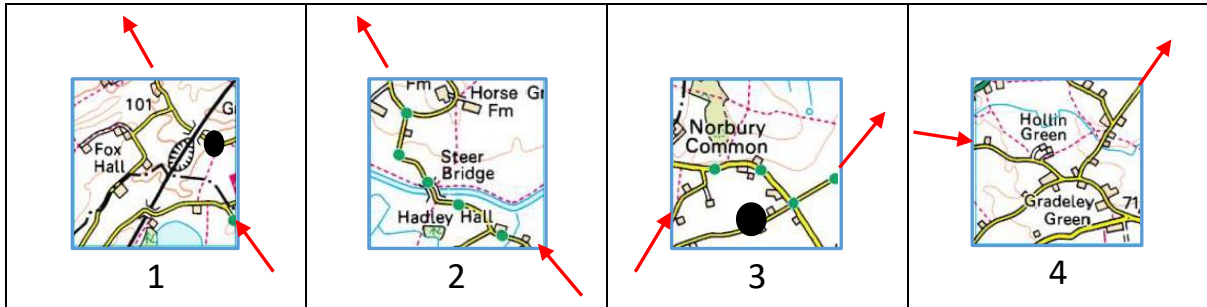 101
G
Fox
Hall
1
Fm
Horse Gr
Fm
Steer
Bridge
Hadley Hall
2
Norbury
Common
3
Hollin
Green
Gradeley
Green
71
4